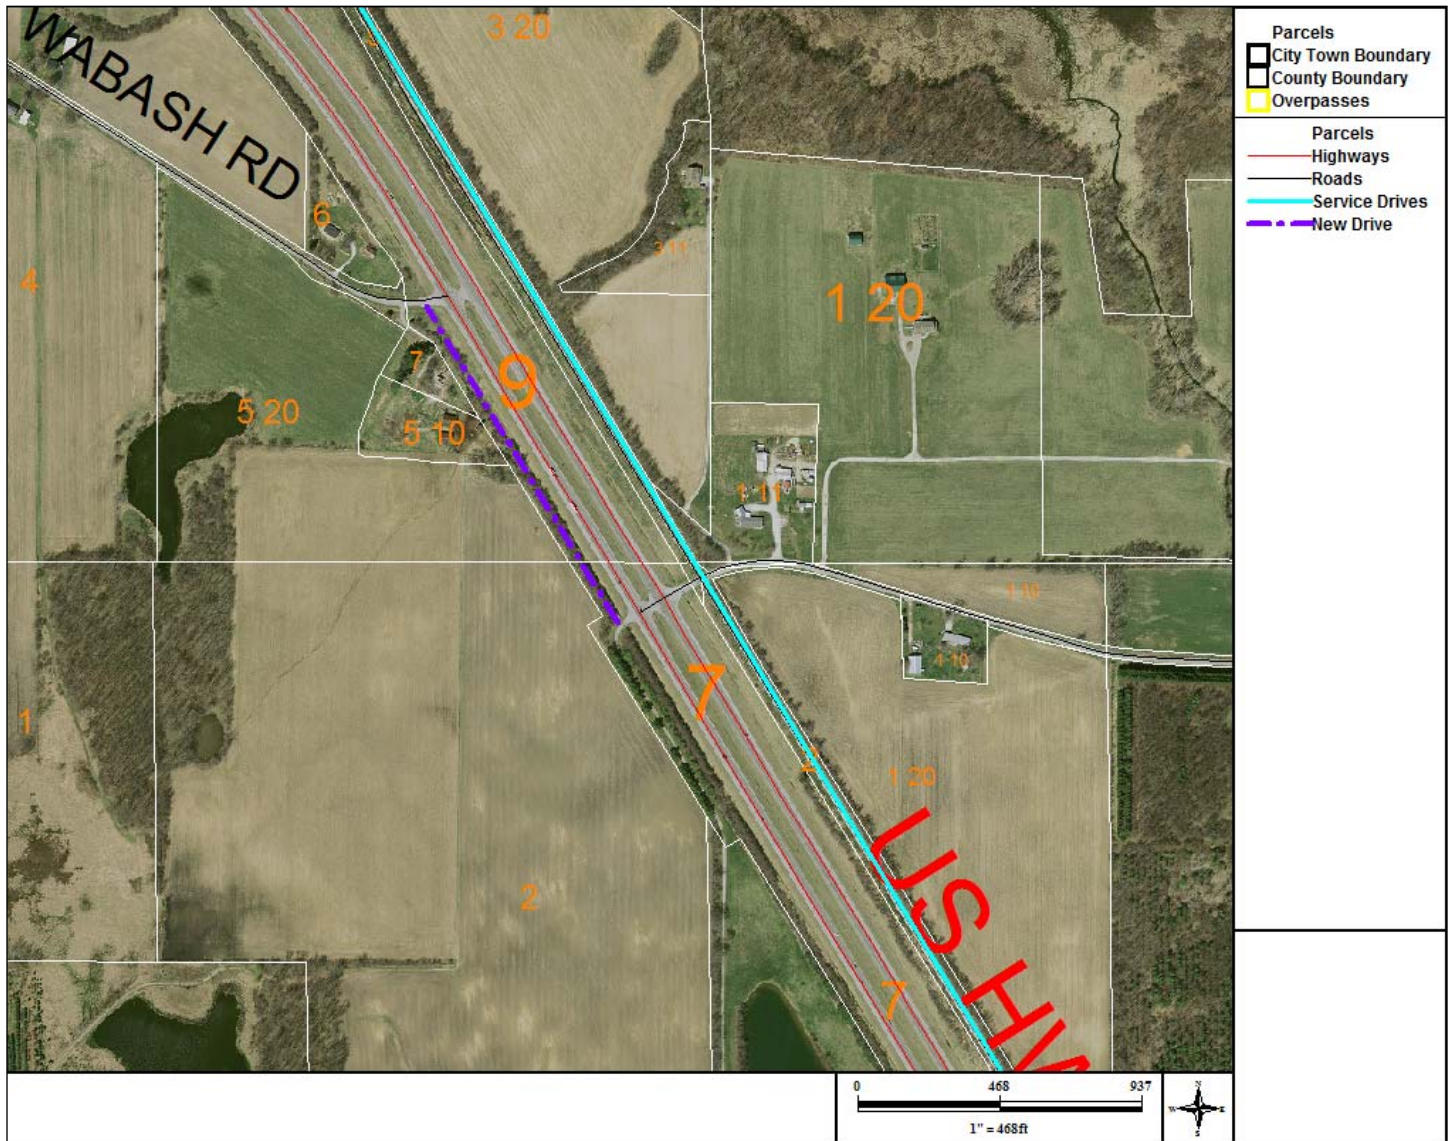 WABASH RD
3 20
6
4
3 11
1 20
9
7
5 20
5 10
1 11
1 10
4 10
7
1
2
1 20
2
7
US HW
Parcels
City Town Boundary
County Boundary
Overpasses
Parcels
Highways
Roads
Service Drives
New Drive
0 468 937
1" = 468ft
N
W E
S